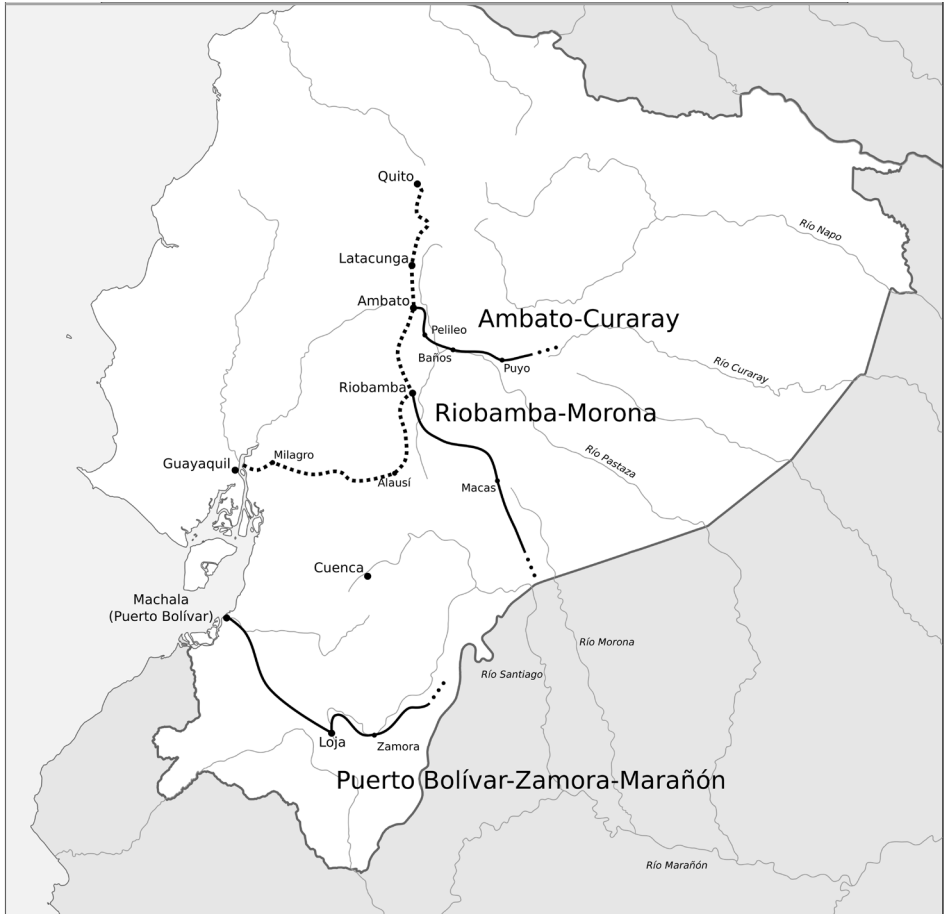 Quito
Río Napo
Latacunga
Ambato
Ambato-Curaray
Pelileo
Baños
Puyo
Río Curaray
Riobamba
Riobamba-Morona
Milagro
Guayaquil
Alausí
Río Pastaza
Macas
Cuenca
Machala
(Puerto Bolívar)
Río Morona
Río Santiago
Loja
Zamora
Puerto Bolívar-Zamora-Marañón
Río Marañón